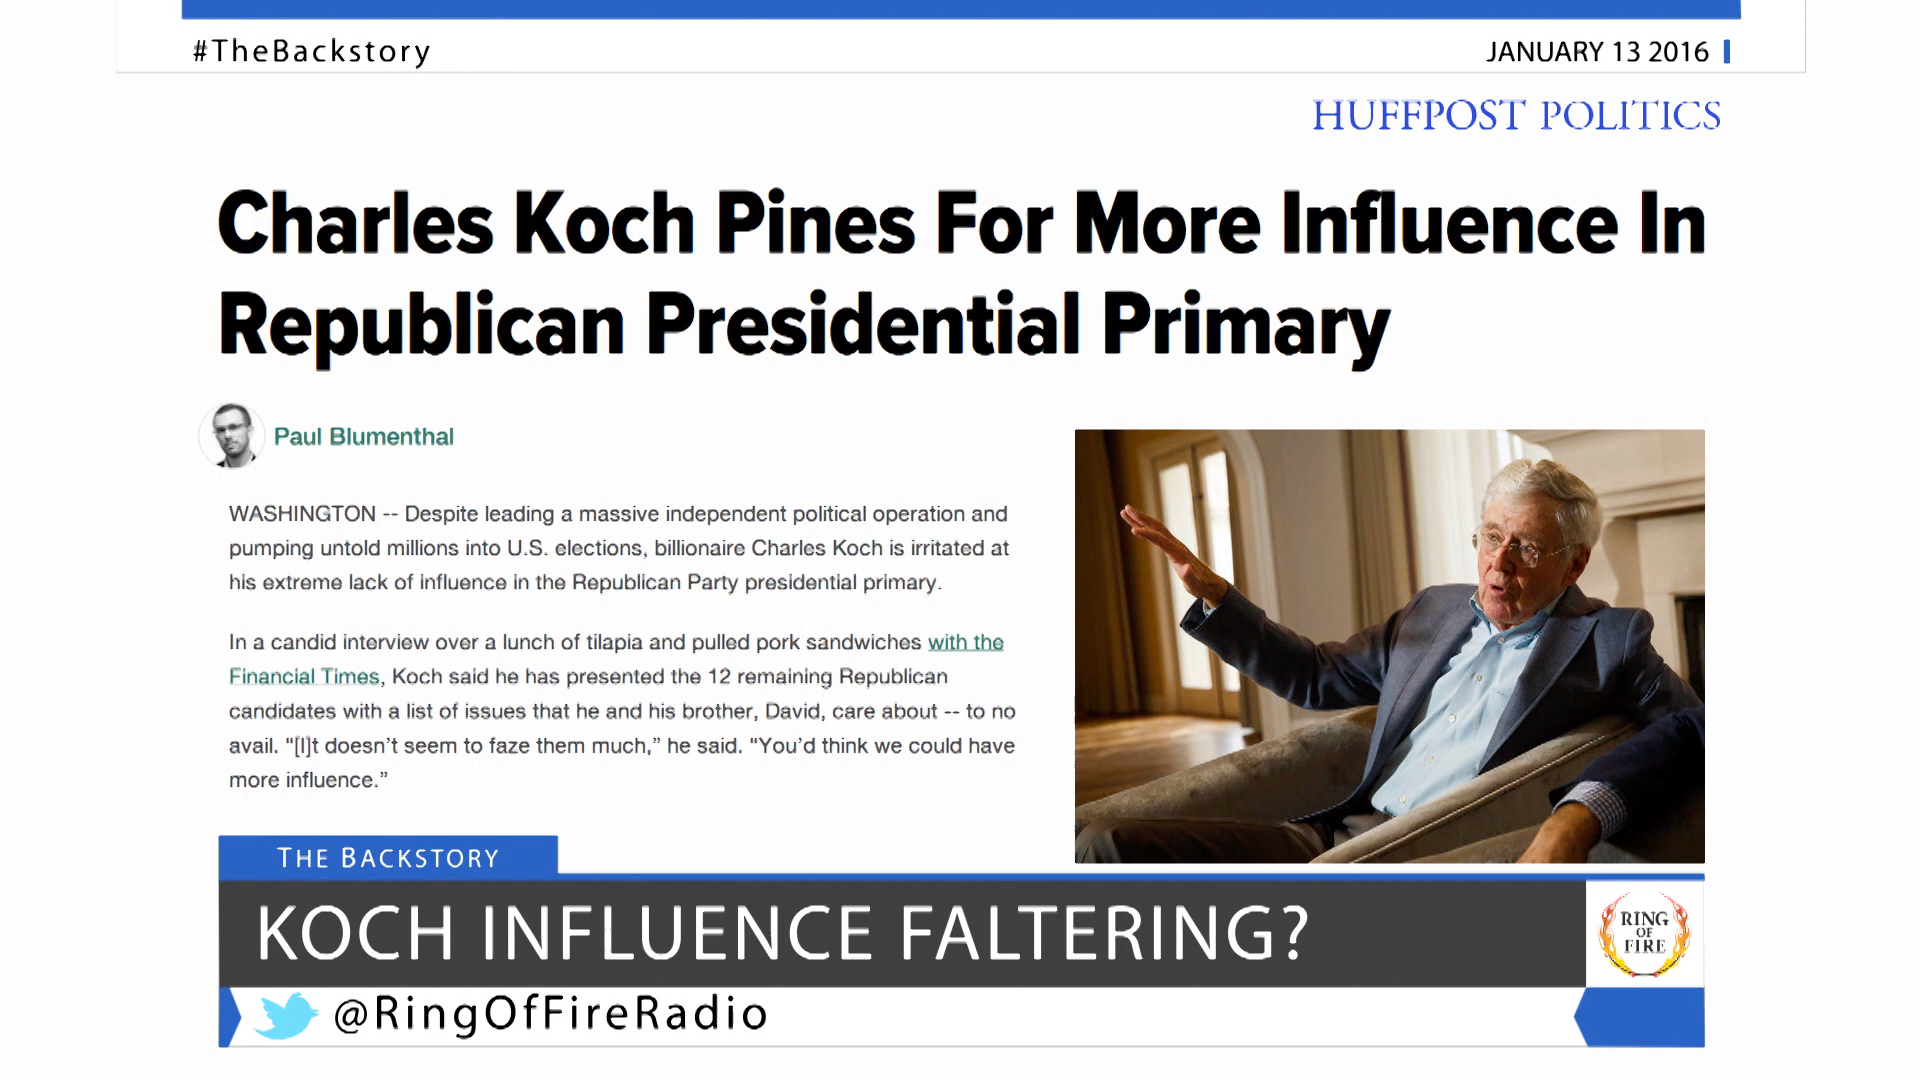 #TheBackstory
JANUARY 13 2016
HUFFPOST POLITICS
Charles Koch Pines For More Influence In
Republican Presidential Primary
Paul Blumenthal
WASHINGTON -- Despite leading a massive independent political operation and
pumping untold millions into U.S. elections, billionaire Charles Koch is irritated at
his extreme lack of influence in the Republican Party presidential primary.
In a candid interview over a lunch of tilapia and pulled pork sandwiches with the
Financial Times, Koch said he has presented the 12 remaining Republican
candidates with a list of issues that he and his brother, David, care about -- to no
avail. "[I]t doesn't seem to faze them much," he said. "You'd think we could have
more influence."
THE BACKSTORY
KOCH INFLUENCE FALTERING?
RING
OF
FIRE
@RingOfFireRadio